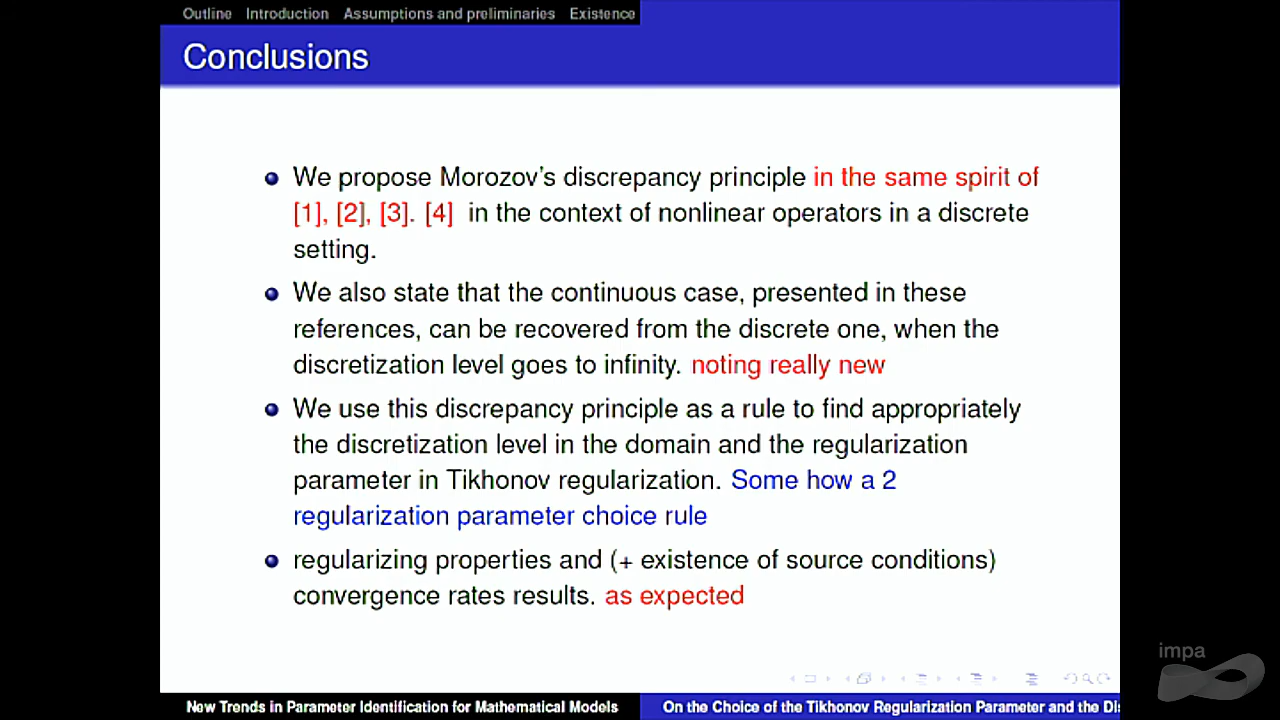 Outline Introduction Assumptions and preliminaries Existence
Conclusions
We propose Morozov's discrepancy principle in the same spirit of
[1], [2], [3]. [4] in the context of nonlinear operators in a discrete
setting.
We also state that the continuous case, presented in these
references, can be recovered from the discrete one, when the
discretization level goes to infinity. noting really new
We use this discrepancy principle as a rule to find appropriately
the discretization level in the domain and the regularization
parameter in Tikhonov regularization. Some how a 2
regularization parameter choice rule
regularizing properties and (+ existence of source conditions)
convergence rates results. as expected
impa
New Trends in Parameter Identification for Mathematical Models On the Choice of the Tikhonov Regularization Parameter and the Dis